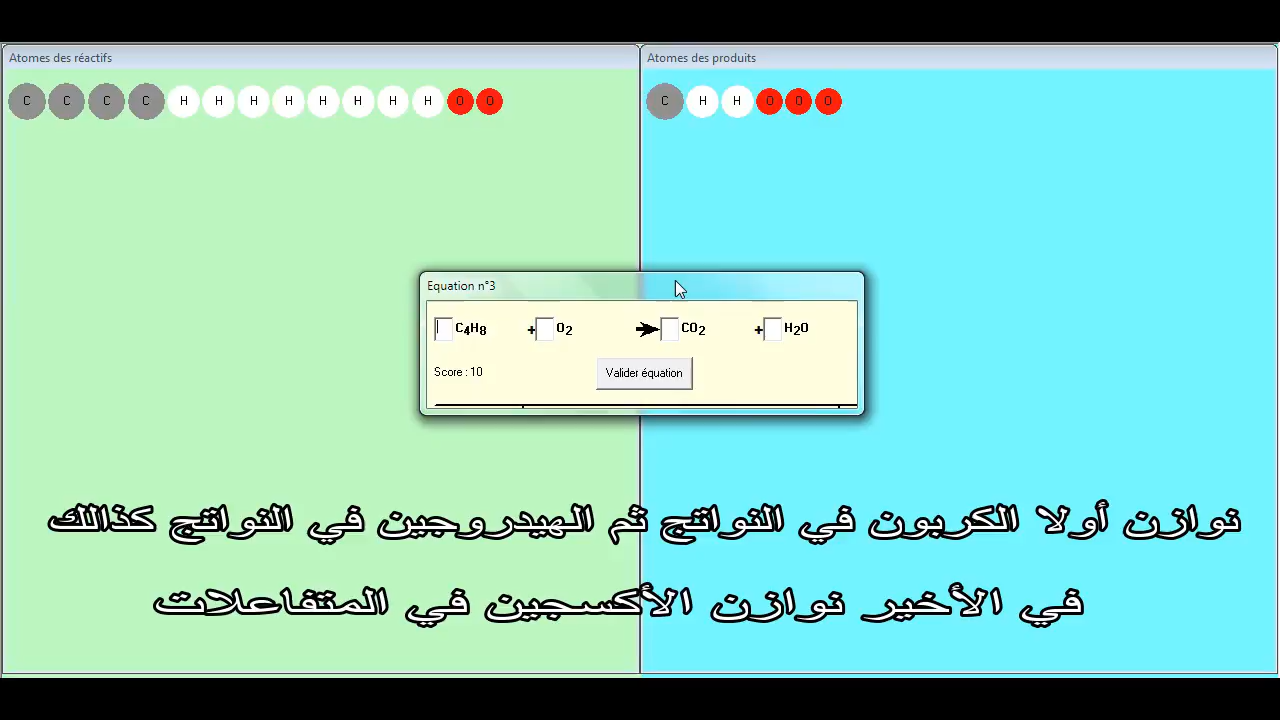 Atomes des réactifs
Atomes des produits
C C C C H H H H H H H H O O
C H H O O O
Equation n°3
C4H8 + O2 → CO2 + H2O
Score : 10
Valider équation
نوازن أولا الكربون في النواتج ثم الهيدروجين في النواتج كذالك
في الأخير نوازن الأكسجين في المتفاعلات